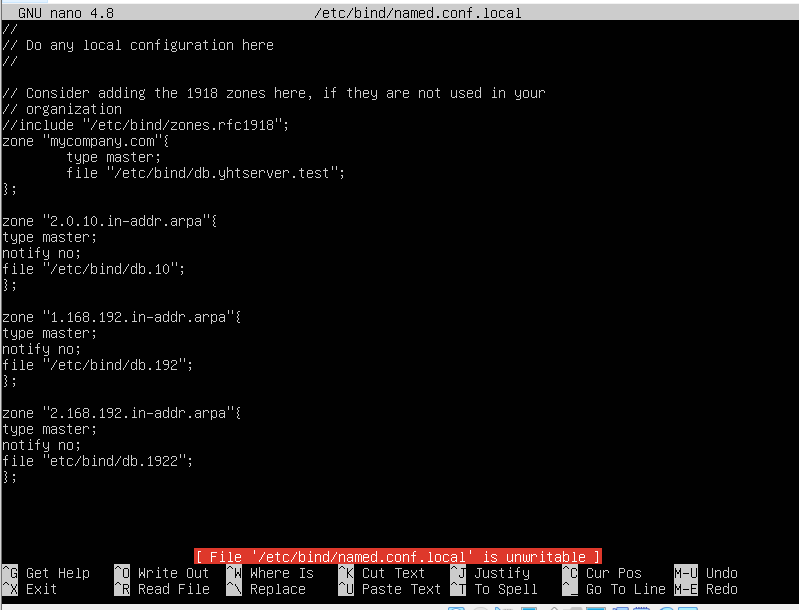 GNU nano 4.8 /etc/bind/named.conf.local
//
// Do any local configuration here
//
// Consider adding the 1918 zones here, if they are not used in your
// organization
//include "/etc/bind/zones.rfc1918";
zone "mycompany.com"{
type master;
file "/etc/bind/db.yhtserver.test";
};
zone "2.0.10.in-addr.arpa"{
type master;
notify no;
file "/etc/bind/db.10";
};
zone "1.168.192.in-addr.arpa"{
type master;
notify no;
file "/etc/bind/db.192";
};
zone "2.168.192.in-addr.arpa"{
type master;
notify no;
file "etc/bind/db.1922";
};
[ File '/etc/bind/named.conf.local' is unwritable ]
^G Get Help ^O Write Out ^W Where Is ^K Cut Text ^J Justify ^C Cur Pos M-U Undo
^X Exit ^R Read File ^\ Replace ^U Paste Text ^T To Spell ^_ Go To Line M-E Redo